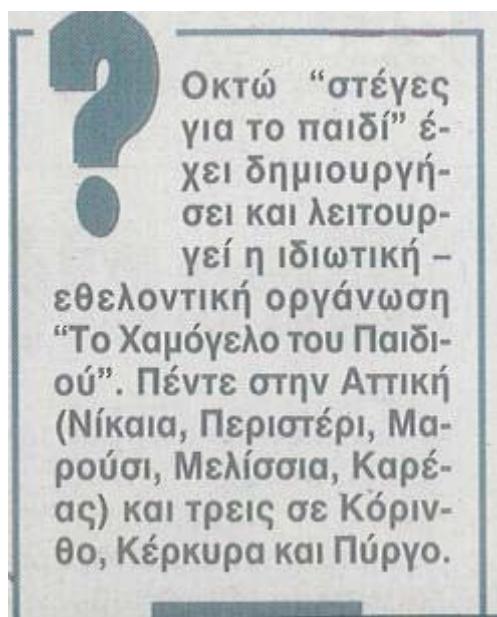 ?
Οκτώ “στέγες
για το παιδί” έ-
χει δημιουργή-
σει και λειτουρ-
γεί η ιδιωτική –
εθελοντική οργάνωση
“Το Χαμόγελο του Παιδι-
ού”. Πέντε στην Αττική
(Νίκαια, Περιστέρι, Μα-
ρούσι, Μελίσσια, Καρέ-
ας) και τρεις σε Κόριν-
θο, Κέρκυρα και Πύργο.